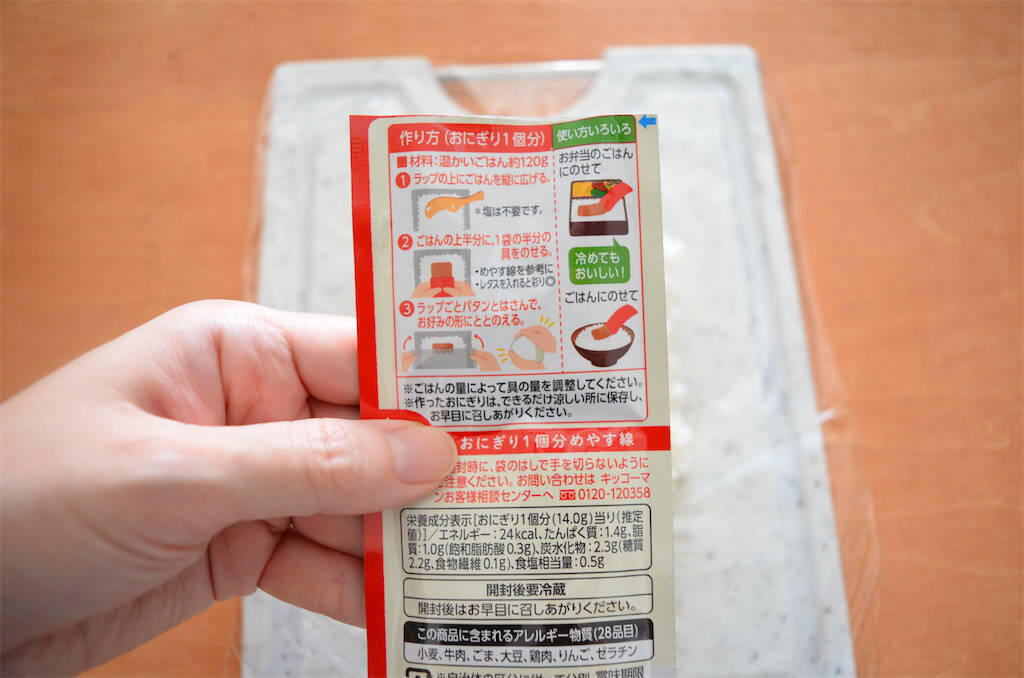 作り方(おにぎり1個分)
■材料:温かいごはん約120g
1 ラップの上にごはんを縦に広げる。
*塩は不要です。
2 ごはんの上半分に、1袋の半分の
具をのせる。
・めやす線を参考に
・レタスを入れると彩り◎
3 ラップごとパタンとはさんで、
お好みの形にととのえる。
使い方いろいろ
お弁当のごはん
にのせて
冷めても
おいしい!
ごはんにのせて
※ごはんの量によって具の量を調整してください。
※作ったおにぎりは、できるだけ涼しい所に保存し、
お早目に召しあがりください。
おにぎり1個分めやす線
封時に、袋のはしで手を切らないように
注意ください。お問い合わせは キッコーマ
ンお客様相談センターへ 0120-120358
栄養成分表示[おにぎり1個分(14.0g)当り(推定
値)]/エネルギー:24kcal、たんぱく質:1.4g、脂
質:1.0g(飽和脂肪酸0.3g)、炭水化物:2.3g(糖質
2.2g、食物繊維0.1g)、食塩相当量:0.5g
開封後要冷蔵
開封後はお早目に召しあがりください。
この商品に含まれるアレルギー物質(28品目)
小麦、牛肉、ごま、大豆、鶏肉、りんご、ゼラチン